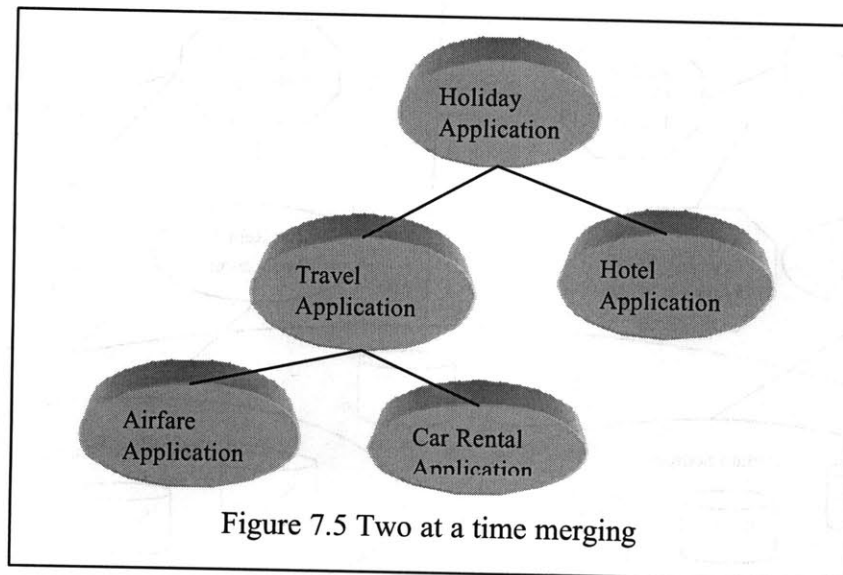 Holiday
Application
Travel
Application
Hotel
Application
Airfare
Application
Car Rental
Application
Figure 7.5 Two at a time merging